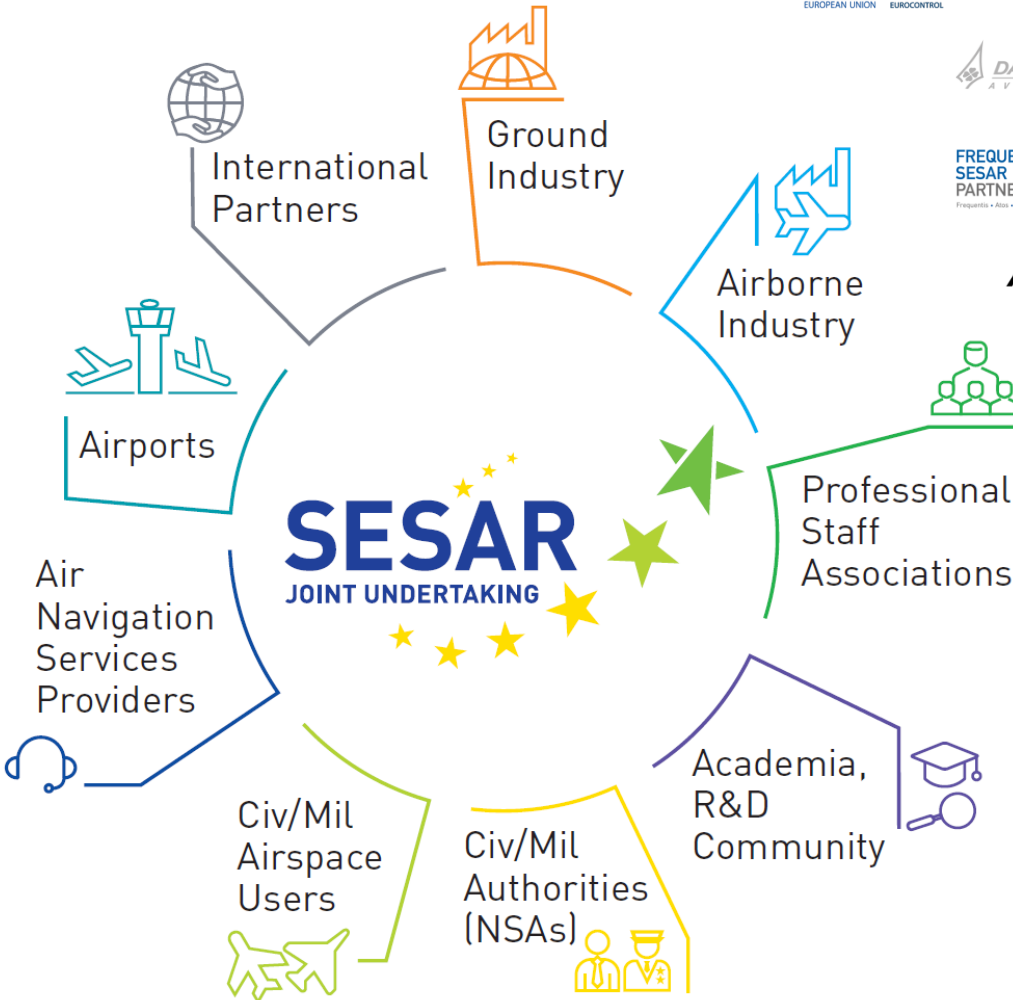 EUROPEAN UNION EUROCONTROL
International
Partners
Ground
Industry
Airborne
Industry
SESAR
Airports
Professional
Staff
Associations
SESAR
JOINT UNDERTAKING
Air
Navigation
Services
Providers
Academia,
R&D
Community
Civ/Mil
Airspace
Users
Civ/Mil
Authorities
(NSAs)